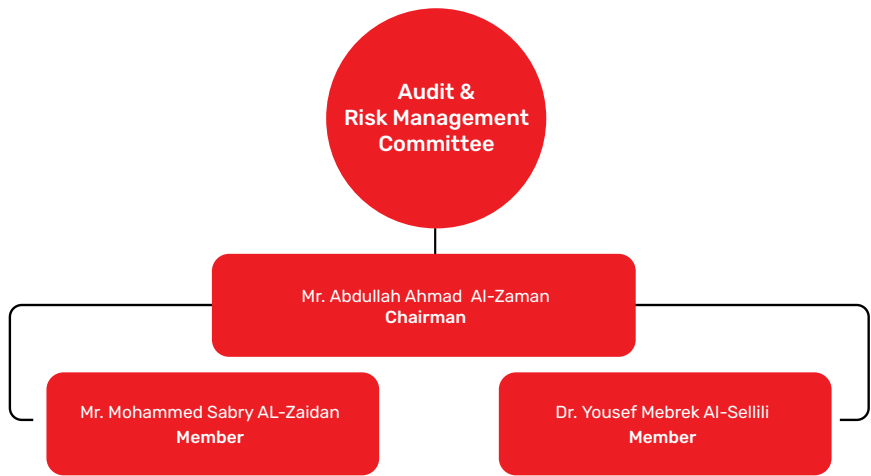 Audit &
Risk Management
Committee
Mr. Abdullah Ahmad Al-Zaman
Chairman
Mr. Mohammed Sabry AL-Zaidan
Member
Dr. Yousef Mebrek Al-Sellili
Member